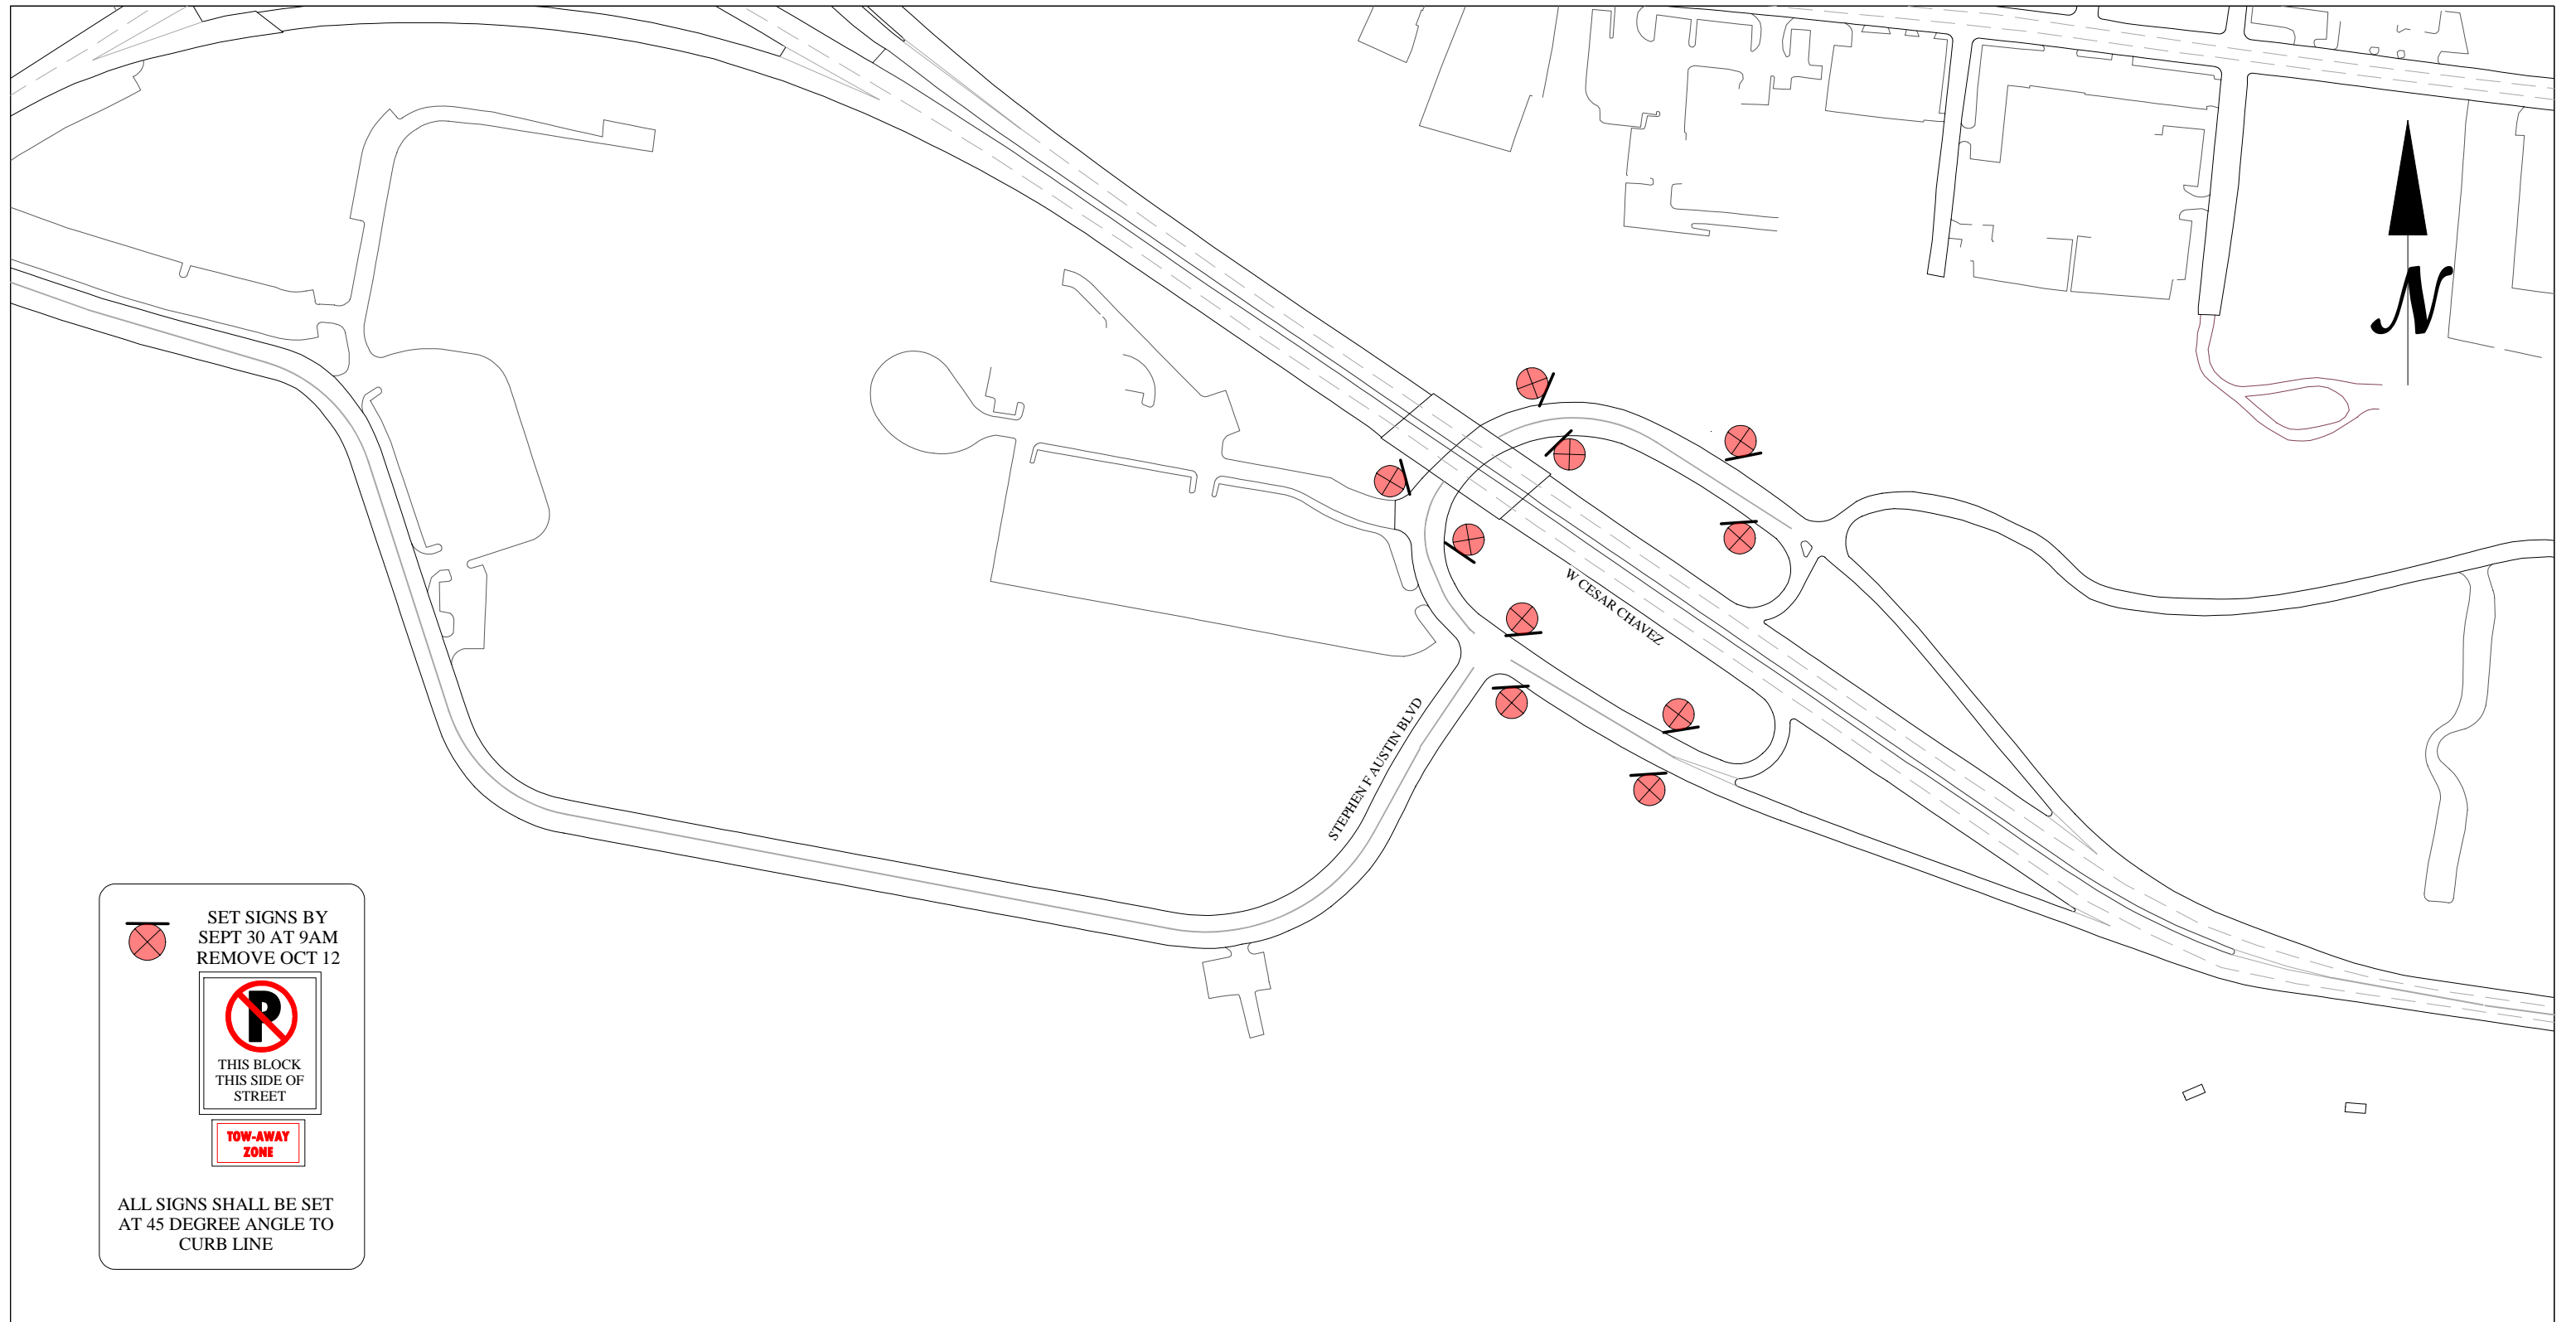 N
W CESAR CHAVEZ
STEPHEN F AUSTIN BLVD
SET SIGNS BY
SEPT 30 AT 9AM
REMOVE OCT 12
P
THIS BLOCK
THIS SIDE OF
STREET
TOW-AWAY
ZONE
ALL SIGNS SHALL BE SET
AT 45 DEGREE ANGLE TO
CURB LINE